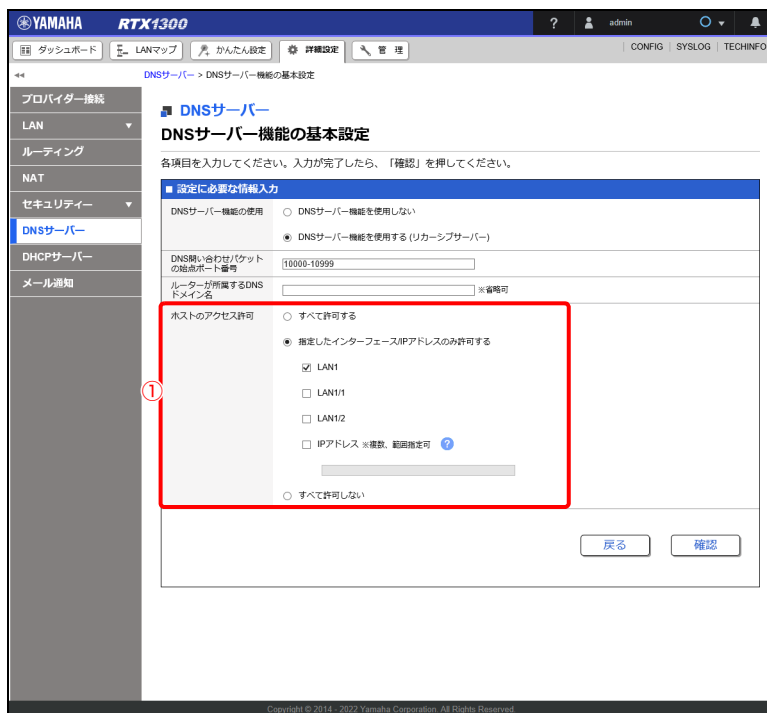 YAMAHA RTX1300 ? admin
ダッシュボード LANマップ かんたん設定 詳細設定 管 理 CONFIG SYSLOG TECHINFO
DNSサーバー > DNSサーバー機能の基本設定
プロバイダー接続
LAN
ルーティング
NAT
セキュリティー
DNSサーバー
DHCPサーバー
メール通知
DNSサーバー
DNSサーバー機能の基本設定
各項目を入力してください。入力が完了したら、「確認」を押してください。
■ 設定に必要な情報入力
DNSサーバー機能の使用 DNSサーバー機能を使用しない
DNSサーバー機能を使用する (リカーシブサーバー)
DNS問い合わせパケット
の始点ポート番号 10000-10999
ルーターが所属するDNS
ドメイン名 ※省略可
ホストのアクセス許可 すべて許可する
指定したインターフェース/IPアドレスのみ許可する
LAN1
①
LAN1/1
LAN1/2
IPアドレス ※複数、範囲指定可 ?
すべて許可しない
戻る 確認
Copyright © 2014 - 2022 Yamaha Corporation. All Rights Reserved.